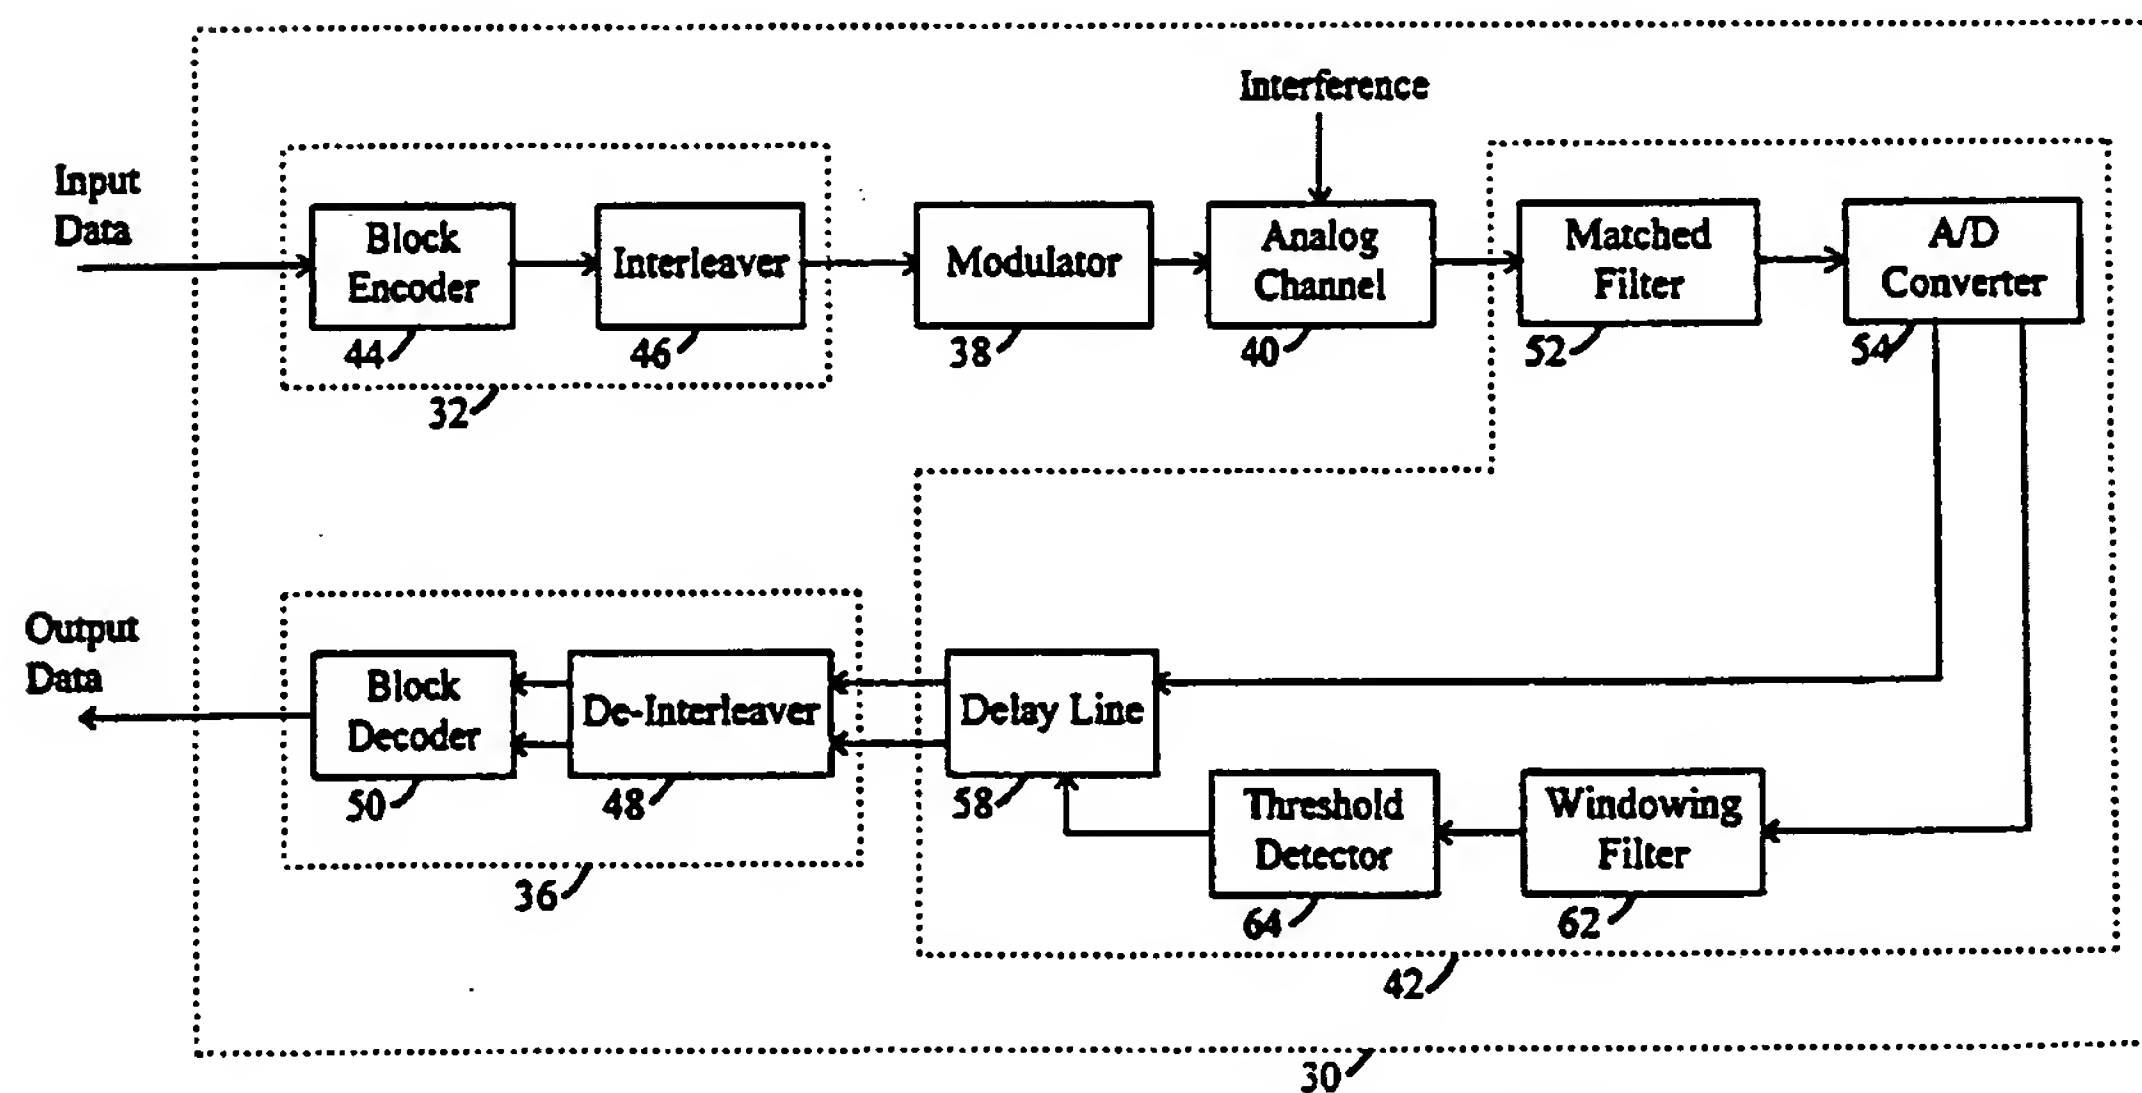 Interference
Input
Data
Block
Encoder
44
Interleaver
46
32
Modulator
38
Analog
Channel
40
Matched
Filter
52
A/D
Converter
54
Output
Data
Block
Decoder
50
De-Interleaver
48
36
Delay Line
58
Threshold
Detector
64
Windowing
Filter
62
42
30